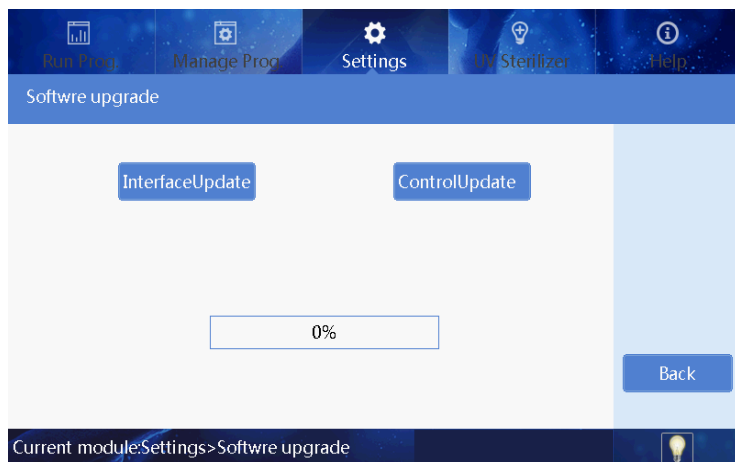 Run Prog.
Manage Prog.
Settings
UV Sterilizer
Help
Softwre upgrade
InterfaceUpdate
ControlUpdate
0%
Back
Current module:Settings>Softwre upgrade